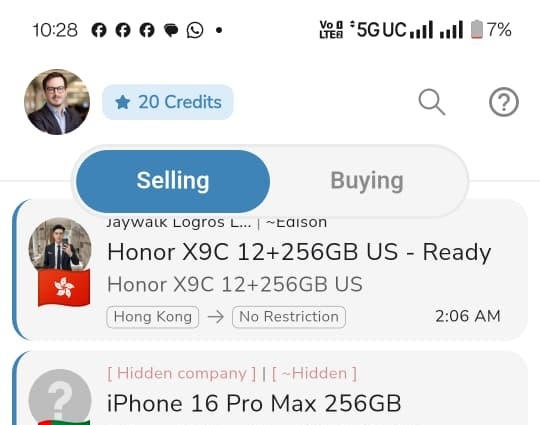 10:28
Vo
LTE2
5G UC
7%
20 Credits
?
Selling
Buying
Jaywalk Logros L... | ~Edison
Honor X9C 12+256GB US - Ready
Honor X9C 12+256GB US
Hong Kong → No Restriction
2:06 AM
[ Hidden company ] | [ ~Hidden ]
?
iPhone 16 Pro Max 256GB